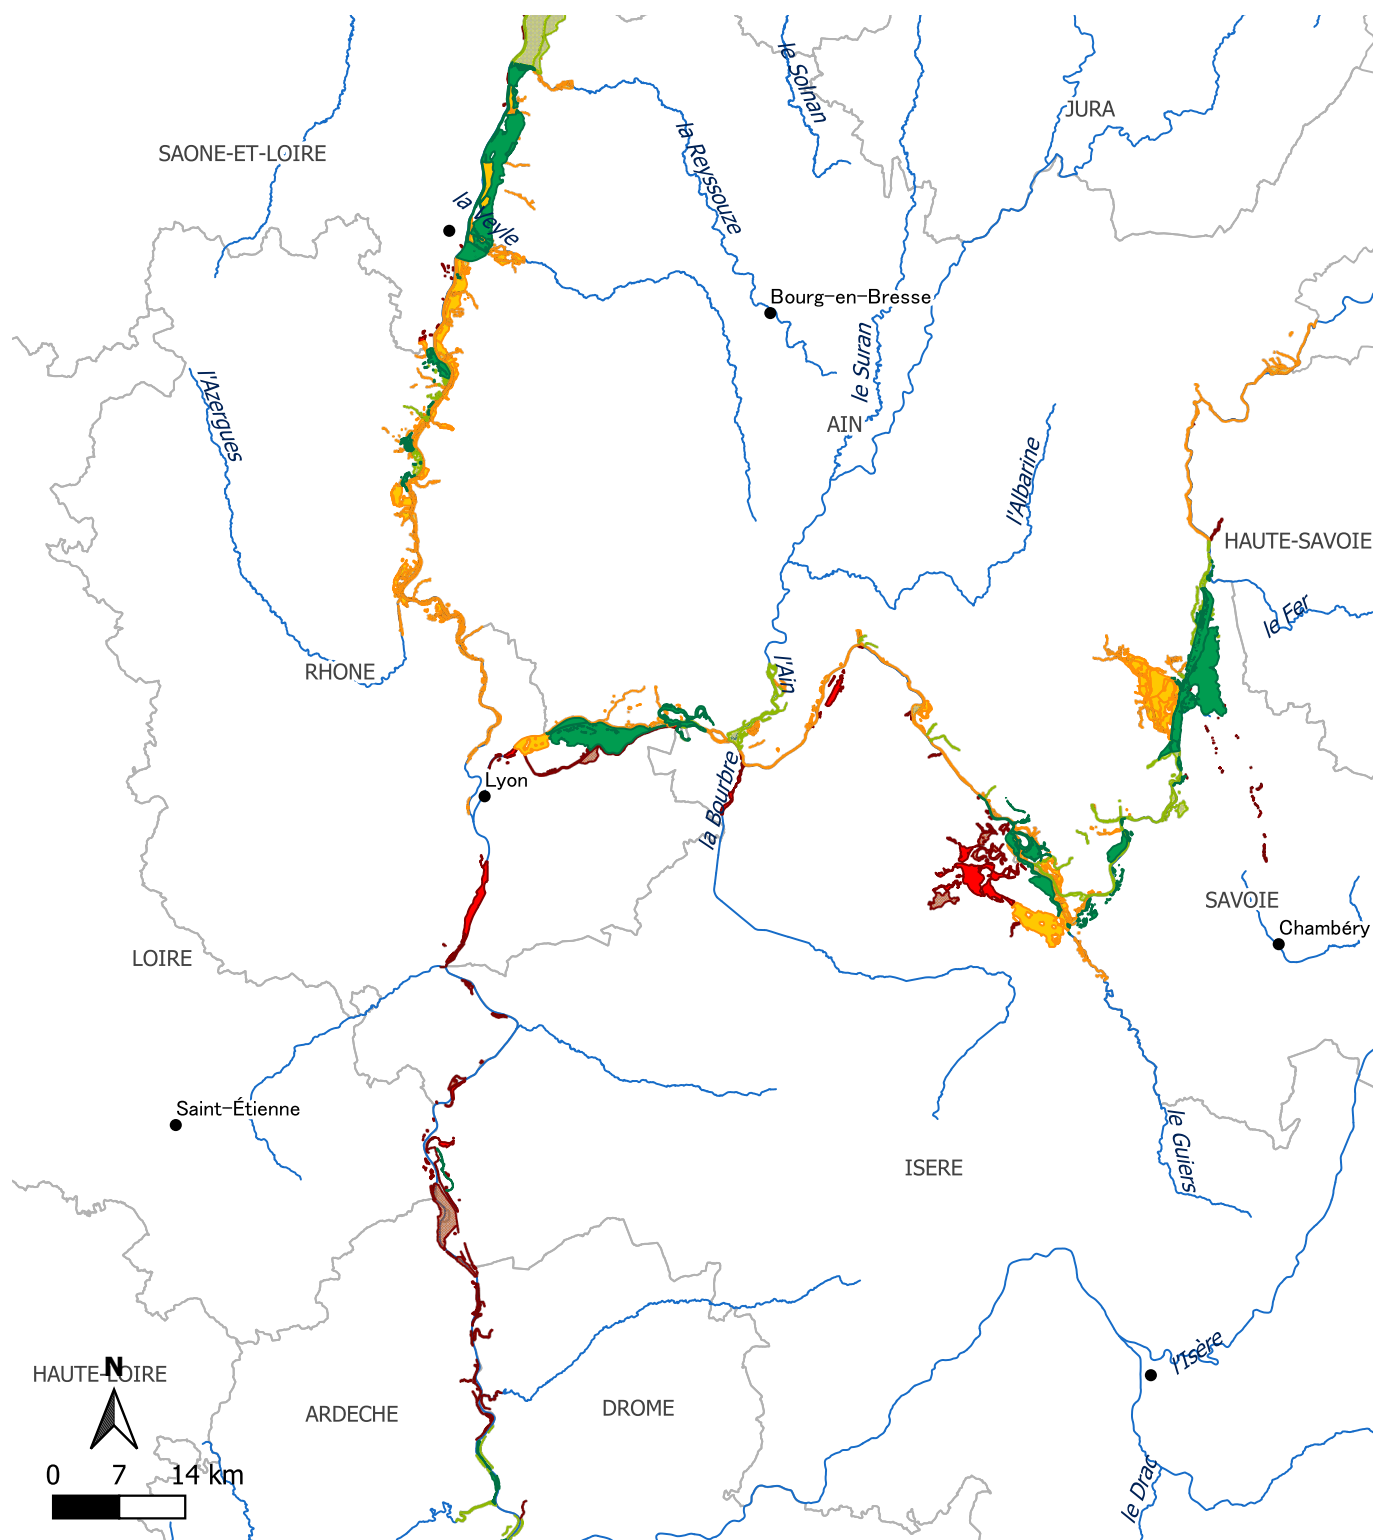 le Solnan
JURA
SAONE-ET-LOIRE
la Reyssouze
la Veyle
Bourg-en-Bresse
le Suran
l'Azergues
AIN
l'Albarine
HAUTE-SAVOIE
le Fer
RHONE
l'Ain
Lyon
la Bourbre
SAVOIE
Chambéry
LOIRE
Saint-Étienne
le Guiers
ISERE
l'Isère
HAUTE-LOIRE
N
ARDECHE
DROME
le Drac
0 7 14 km